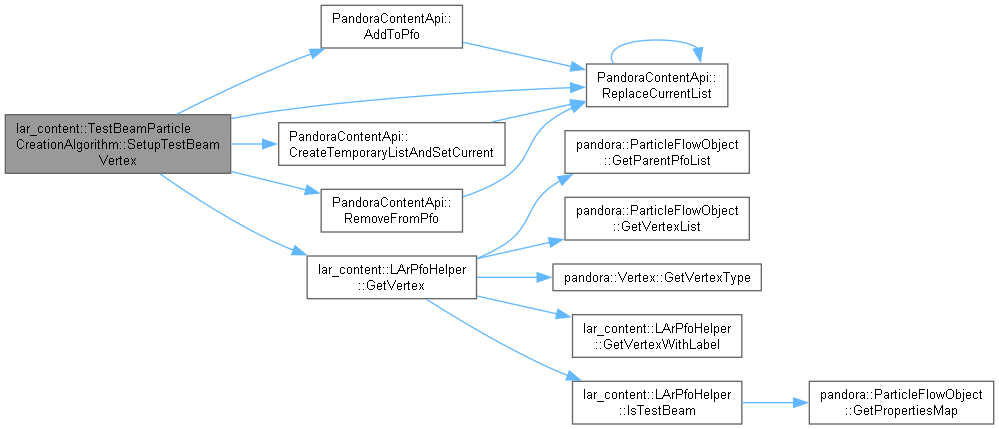 lar_content::TestBeamParticle
CreationAlgorithm::SetupTestBeam
Vertex
PandoraContentApi::
AddToPfo
PandoraContentApi::
ReplaceCurrentList
PandoraContentApi::
CreateTemporaryListAndSetCurrent
PandoraContentApi::
RemoveFromPfo
lar_content::LArPfoHelper
::GetVertex
pandora::ParticleFlowObject
::GetParentPfoList
pandora::ParticleFlowObject
::GetVertexList
pandora::Vertex::GetVertexType
lar_content::LArPfoHelper
::GetVertexWithLabel
lar_content::LArPfoHelper
::IsTestBeam
pandora::ParticleFlowObject
::GetPropertiesMap